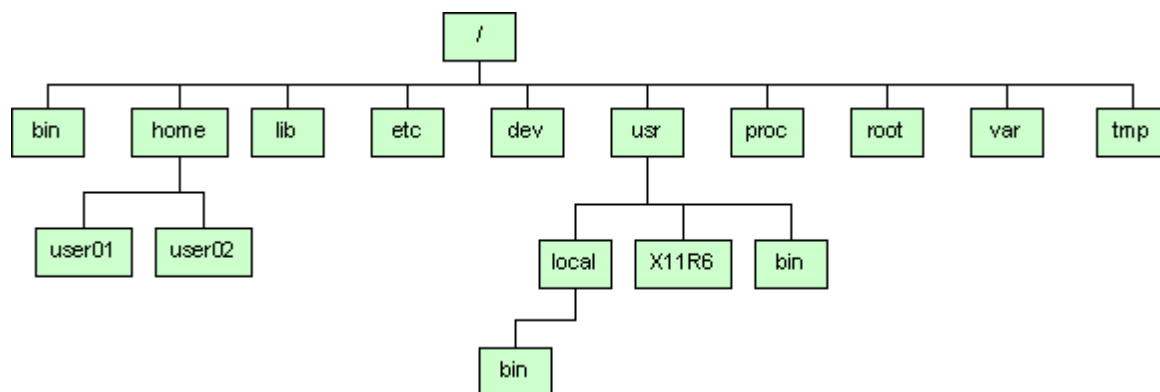 /
bin home lib etc dev usr proc root var tmp
user01 user02
local X11R6 bin
bin